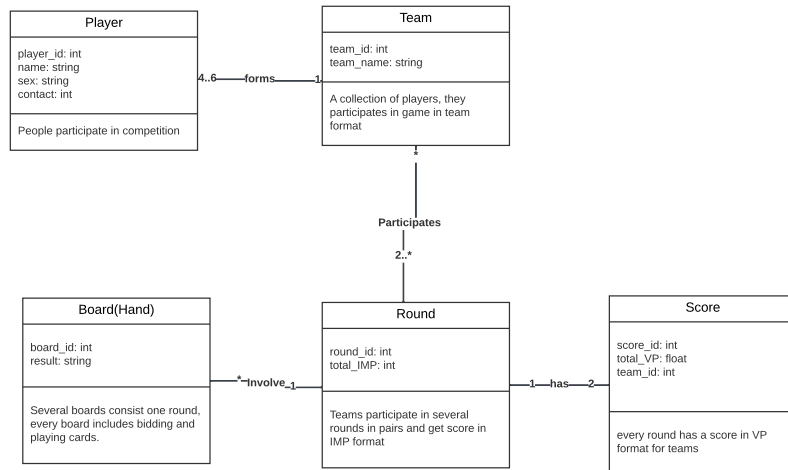 Player
player_id: int
name: string
sex: string
contact: int
People participate in competition
4..6
forms
1
Team
team_id: int
team_name: string
A collection of players, they
participates in game in team
format
*
Participates
2..*
Board(Hand)
board_id: int
result: string
Several boards consist one round,
every board includes bidding and
playing cards.
*
Involve
1
Round
round_id: int
total_IMP: int
Teams participate in several
rounds in pairs and get score in
IMP format
1
has
2
Score
score_id: int
total_VP: float
team_id: int
every round has a score in VP
format for teams